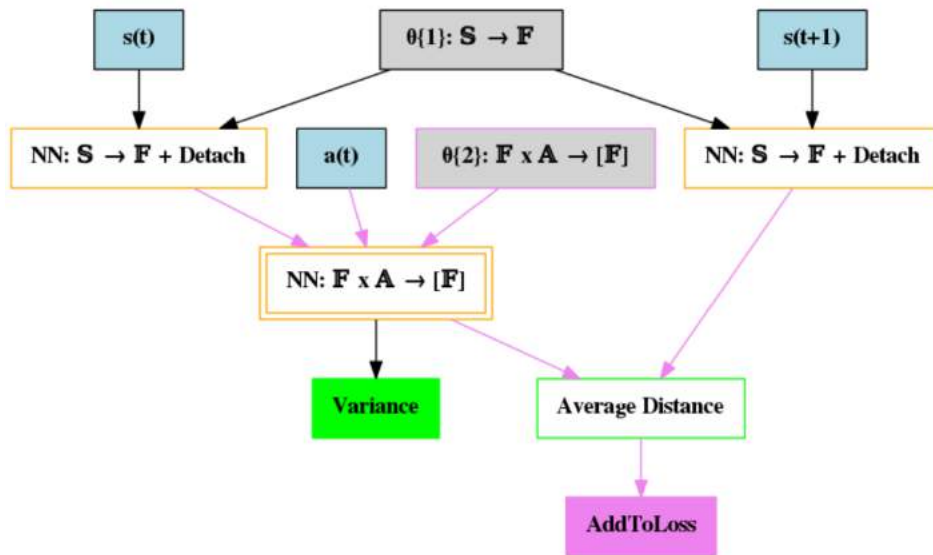 s(t)
θ{1}: 𝕊 → 𝔽
s(t+1)
NN: 𝕊 → 𝔽 + Detach
a(t)
θ{2}: 𝔽 x 𝔸 → [𝔽]
NN: 𝕊 → 𝔽 + Detach
NN: 𝔽 x 𝔸 → [𝔽]
Variance
Average Distance
AddToLoss